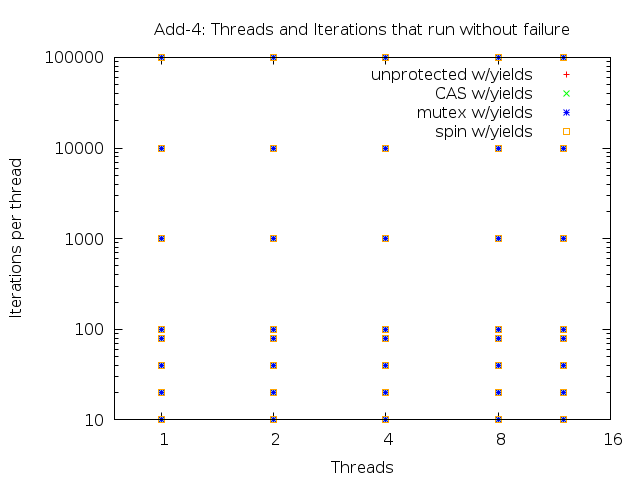 Add-4: Threads and Iterations that run without failure
100000
10000
1000
100
10
Iterations per thread
unprotected w/yields
CAS w/yields
mutex w/yields
spin w/yields
1 2 4 8 16
Threads